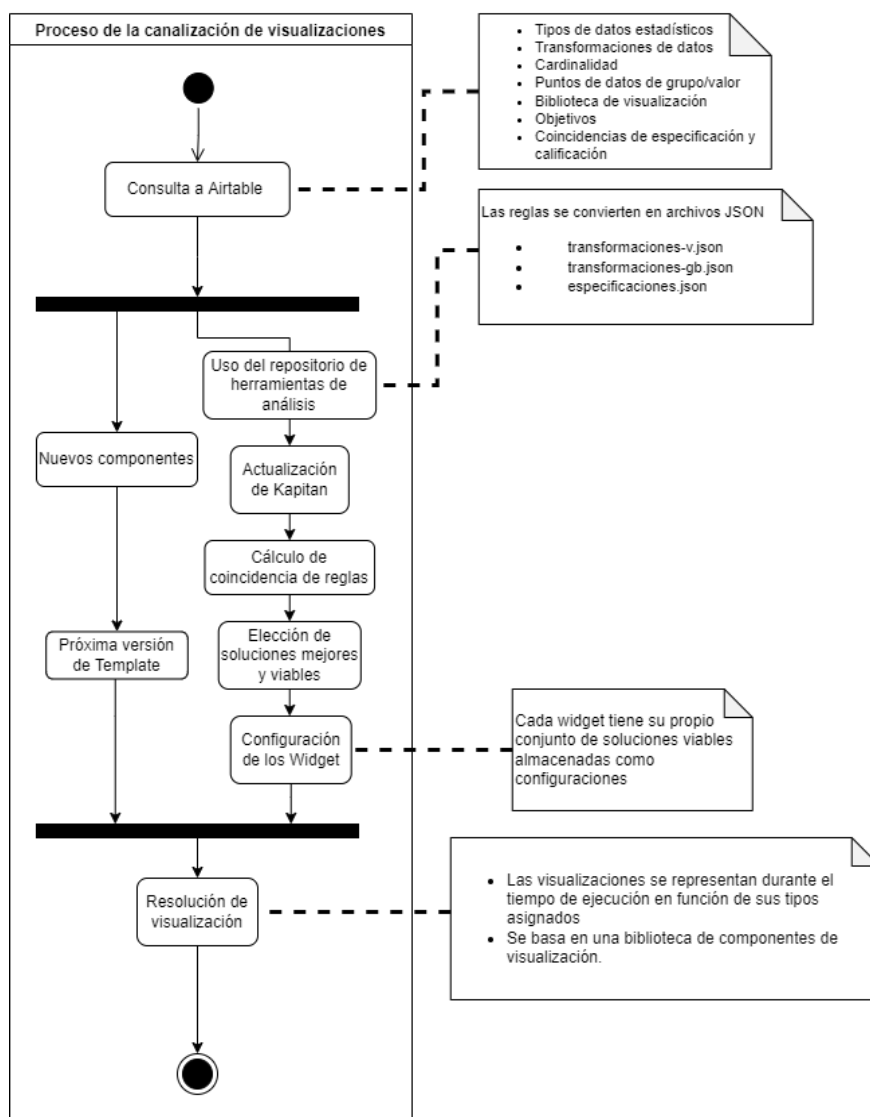 Proceso de la canalización de visualizaciones
Tipos de datos estadísticos
Transformaciones de datos
Cardinalidad
Puntos de datos de grupo/valor
Biblioteca de visualización
Objetivos
Coincidencias de especificación y
calificación
Consulta a Airtable
Las reglas se convierten en archivos JSON
transformaciones-v.json
transformaciones-gb.json
especificaciones.json
Uso del repositorio de
herramientas de
análisis
Nuevos componentes
Actualización
de Kapitan
Cálculo de
coincidencia de reglas
Próxima versión
de Template
Elección de
soluciones mejores
y viables
Configuración
de los Widget
Cada widget tiene su propio
conjunto de soluciones viables
almacenadas como
configuraciones
Resolución de
visualización
Las visualizaciones se representan durante el
tiempo de ejecución en función de sus tipos
asignados
Se basa en una biblioteca de componentes de
visualización.